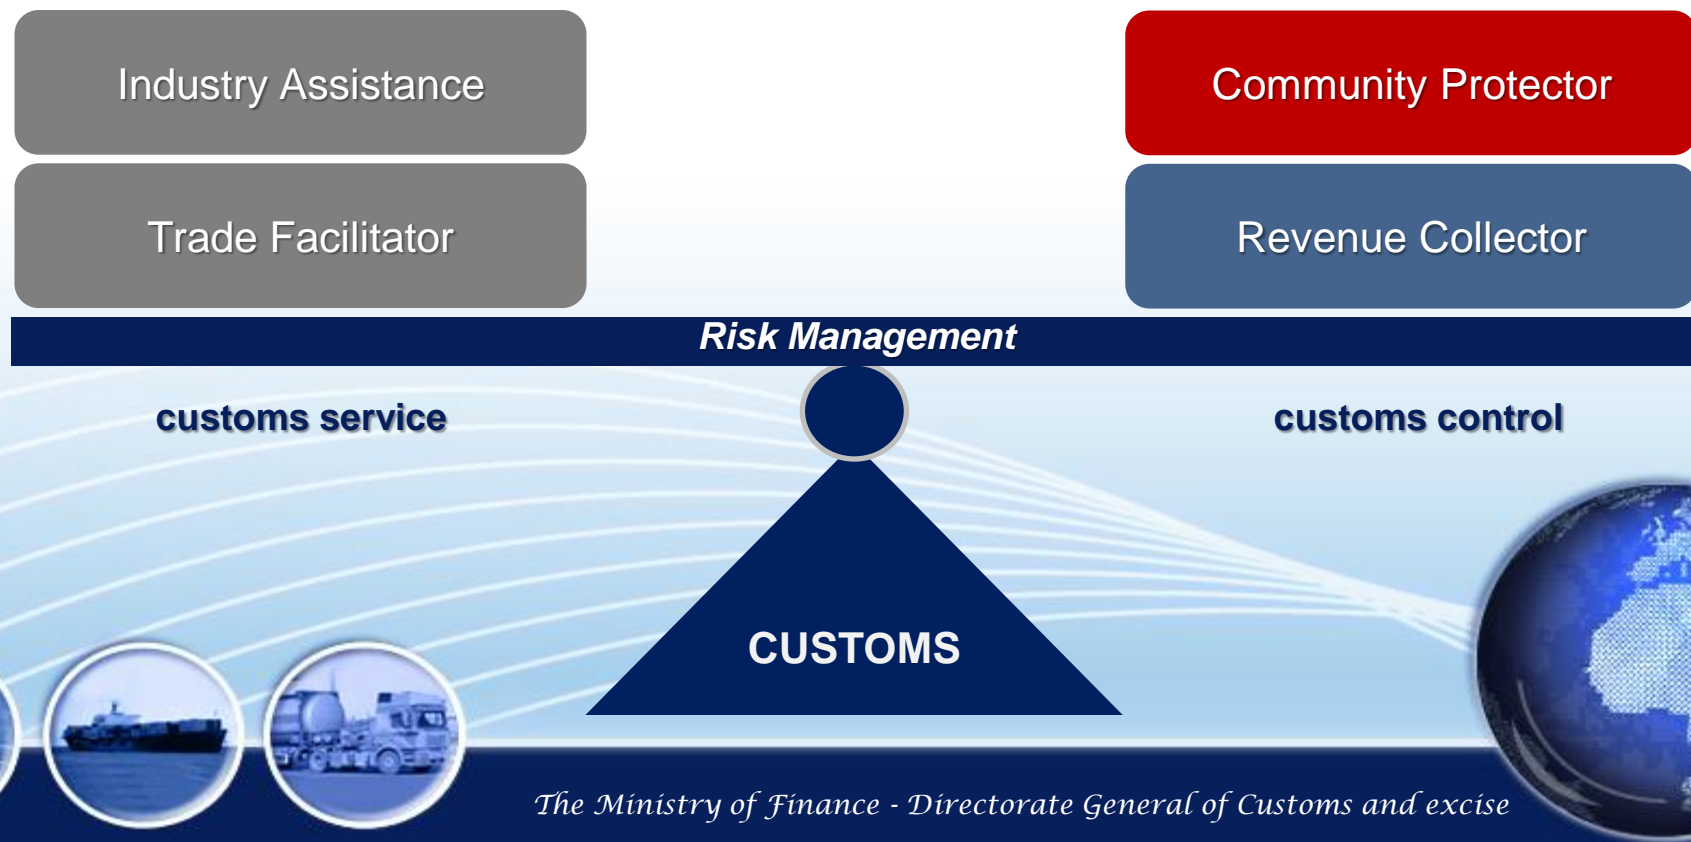 Industry Assistance
Community Protector
Trade Facilitator
Revenue Collector
Risk Management
customs service
customs control
CUSTOMS
The Ministry of Finance - Directorate General of Customs and excise